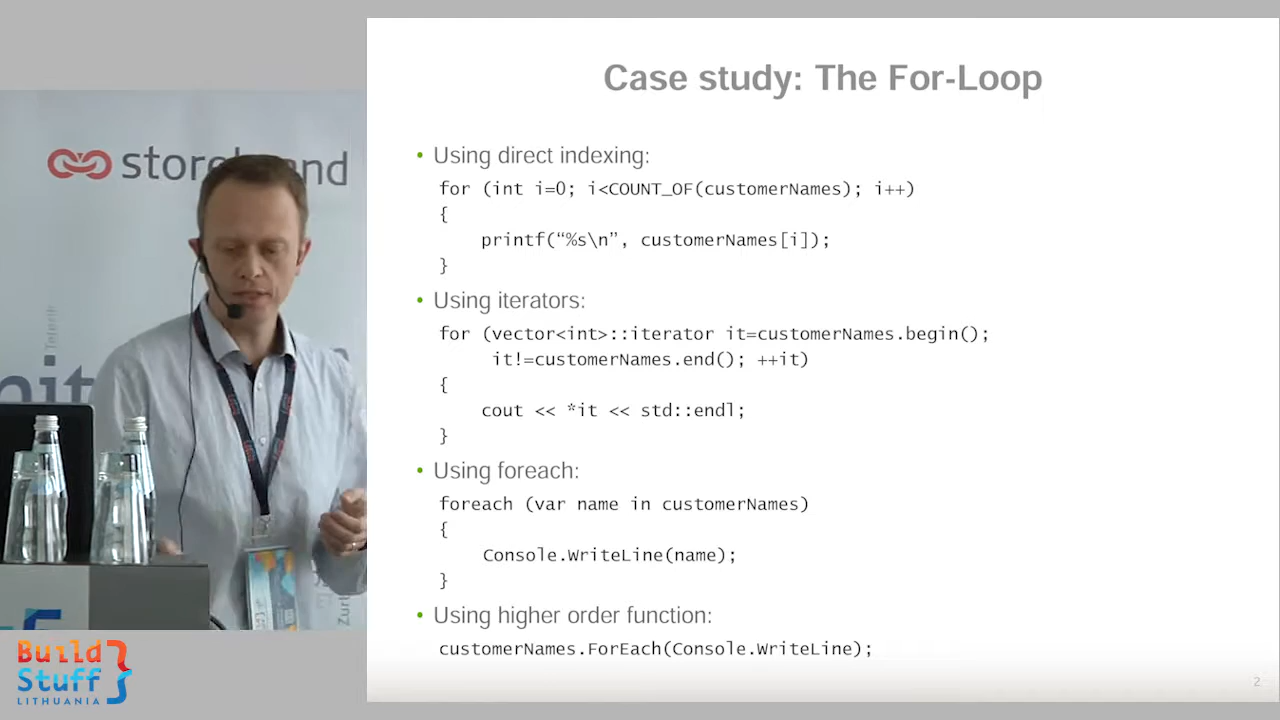 Case study: The For-Loop
• Using direct indexing:
for (int i=0; i<COUNT_OF(customerNames); i++)
{
printf(“%s\n”, customerNames[i]);
}
• Using iterators:
for (vector<int>::iterator it=customerNames.begin();
it!=customerNames.end(); ++it)
{
cout << *it << std::endl;
}
• Using foreach:
foreach (var name in customerNames)
{
Console.WriteLine(name);
}
• Using higher order function:
customerNames.ForEach(Console.WriteLine);
2
Build
Stuff
LITHUANIA